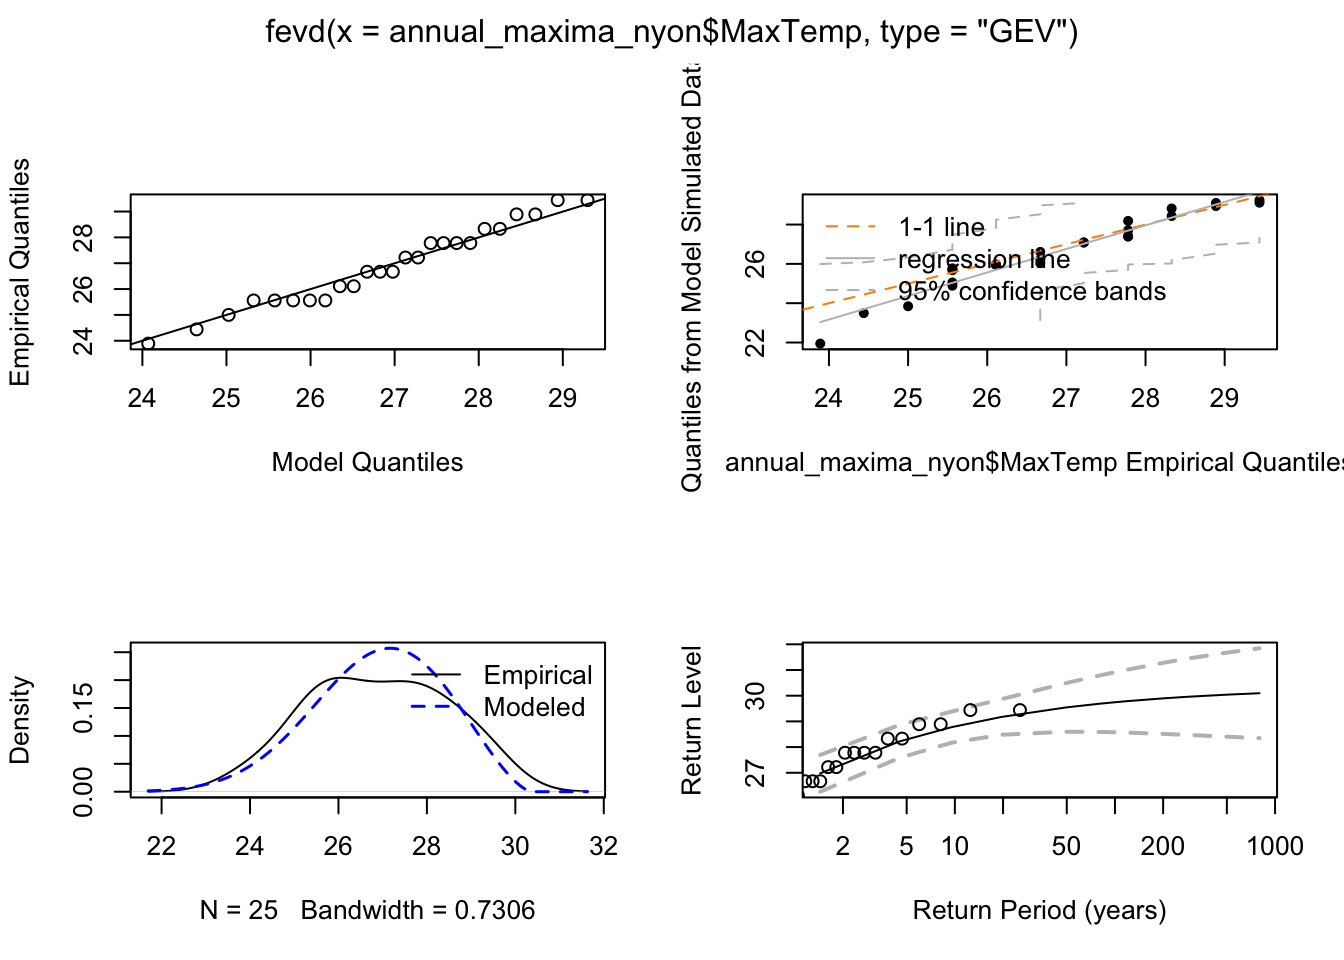 fevd(x = annual_maxima_nyon$MaxTemp, type = "GEV")
Empirical Quantiles
28
26
24
24 25 26 27 28 29
Model Quantiles
Quantiles from Model Simulated Data
26
22
1-1 line
regression line
95% confidence bands
24 25 26 27 28 29
annual_maxima_nyon$MaxTemp Empirical Quantiles
Density
0.15
0.00
Empirical
Modeled
22 24 26 28 30 32
N = 25 Bandwidth = 0.7306
Return Level
30
27
2 5 10 50 200 1000
Return Period (years)